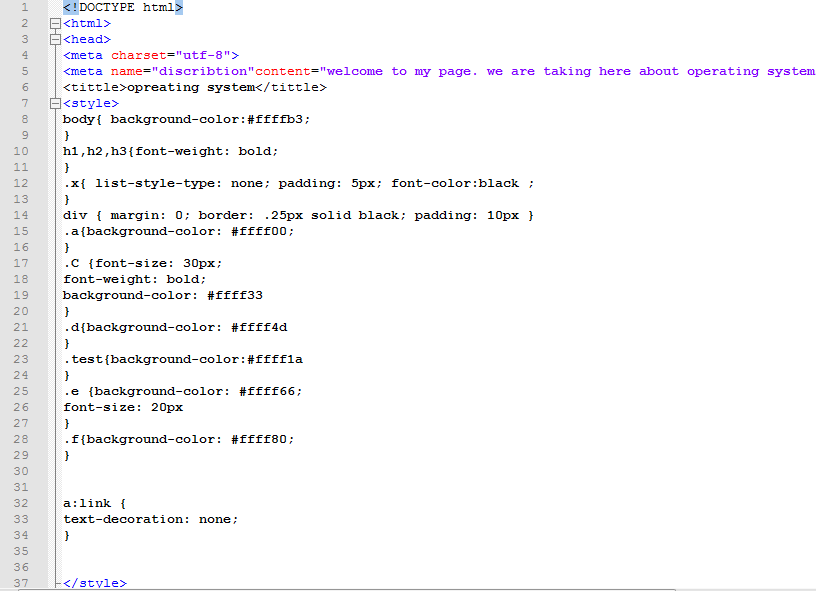 1 <!DOCTYPE html>
2 <html>
3 <head>
4 <meta charset="utf-8">
5 <meta name="discribtion"content="welcome to my page. we are taking here about operating system
6 <tittle>opreating system</tittle>
7 <style>
8 body{ background-color:#ffffb3;
9 }
10 h1,h2,h3{font-weight: bold;
11 }
12 .x{ list-style-type: none; padding: 5px; font-color:black ;
13 }
14 div { margin: 0; border: .25px solid black; padding: 10px }
15 .a{background-color: #ffff00;
16 }
17 .C {font-size: 30px;
18 font-weight: bold;
19 background-color: #ffff33
20 }
21 .d{background-color: #ffff4d
22 }
23 .test{background-color:#ffff1a
24 }
25 .e {background-color: #ffff66;
26 font-size: 20px
27 }
28 .f{background-color: #ffff80;
29 }
30
31
32 a:link {
33 text-decoration: none;
34 }
35
36
37 </style>